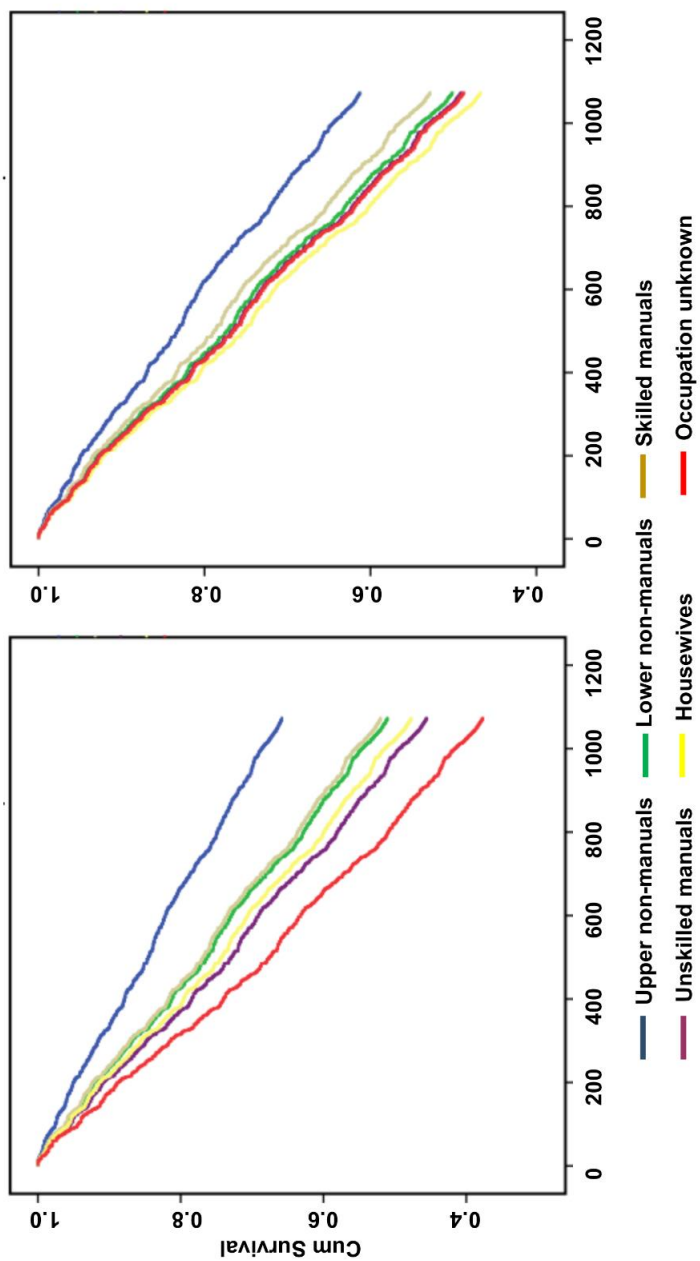 Cum Survival
1.0
0.8
0.6
0.4
0 200 400 600 800 1000 1200
1.0
0.8
0.6
0.4
0 200 400 600 800 1000 1200
Upper non-manuals Lower non-manuals Skilled manuals
Unskilled manuals Housewives Occupation unknown